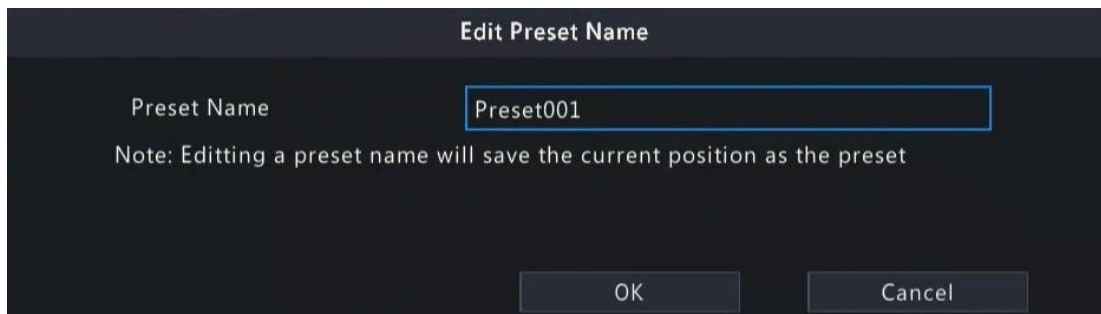 Edit Preset Name
Preset Name
Preset001
Note: Editting a preset name will save the current position as the preset
OK
Cancel